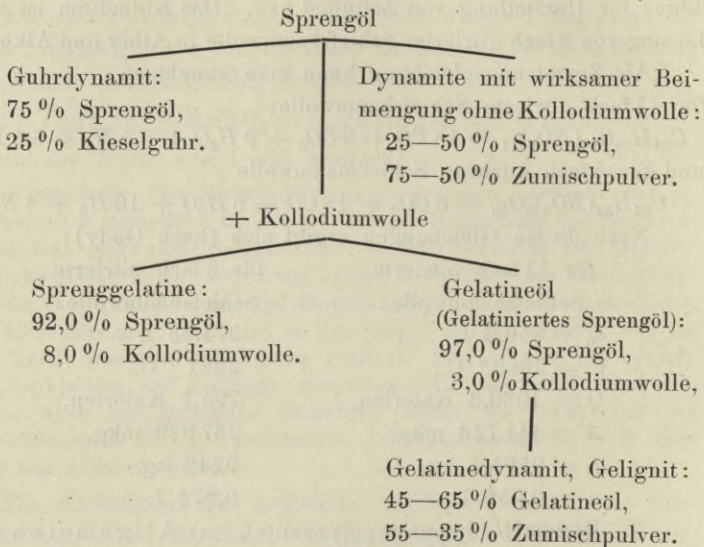 Sprengöl
Guhrdynamit:
75 % Sprengöl,
25 % Kieselguhr.
Dynamite mit wirksamer Bei-
mengung ohne Kollodiumwolle:
25—50 % Sprengöl,
75—50 % Zumischpulver.
+ Kollodiumwolle
Sprenggelatine:
92,0 % Sprengöl,
8,0 % Kollodiumwolle.
Gelatineöl
(Gelatiniertes Sprengöl):
97,0 % Sprengöl,
3,0 % Kollodiumwolle,
Gelatinedynamit, Gelignit:
45—65 % Gelatineöl,
55—35 % Zumischpulver.